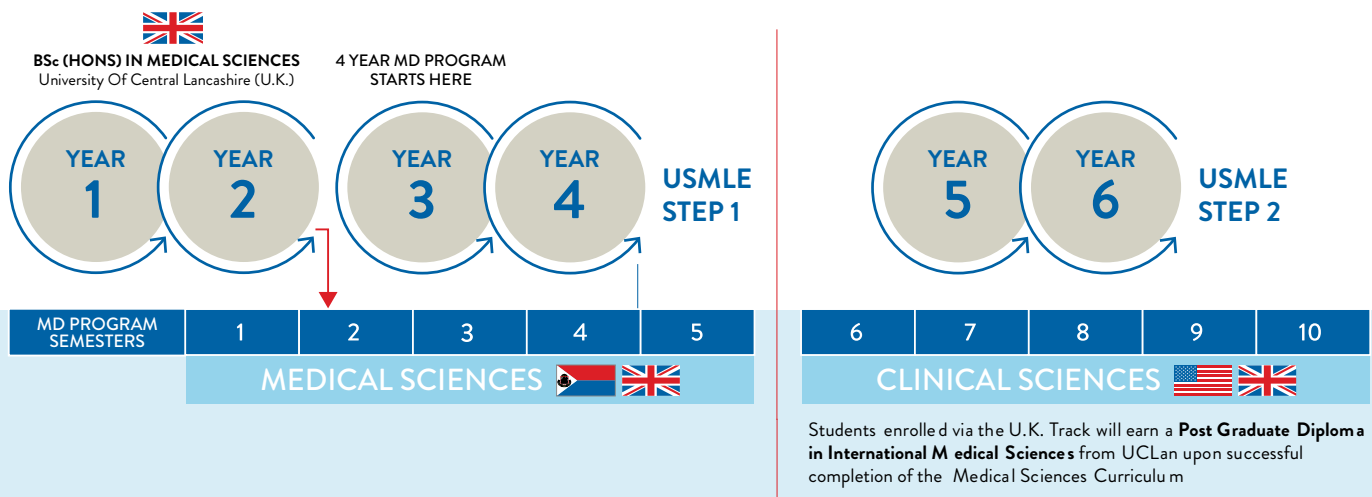 BSc (HONS) IN MEDICAL SCIENCES
University Of Central Lancashire (U.K.)
4 YEAR MD PROGRAM
STARTS HERE
YEAR
1
YEAR
2
YEAR
3
YEAR
4
USMLE
STEP 1
YEAR
5
YEAR
6
USMLE
STEP 2
MD PROGRAM
SEMESTERS
1
2
3
4
5
6
7
8
9
10
MEDICAL SCIENCES
CLINICAL SCIENCES
Students enrolled via the U.K. Track will earn a Post Graduate Diploma
in International M edical Sciences from UCLan upon successful
completion of the Medical Sciences Curriculu m